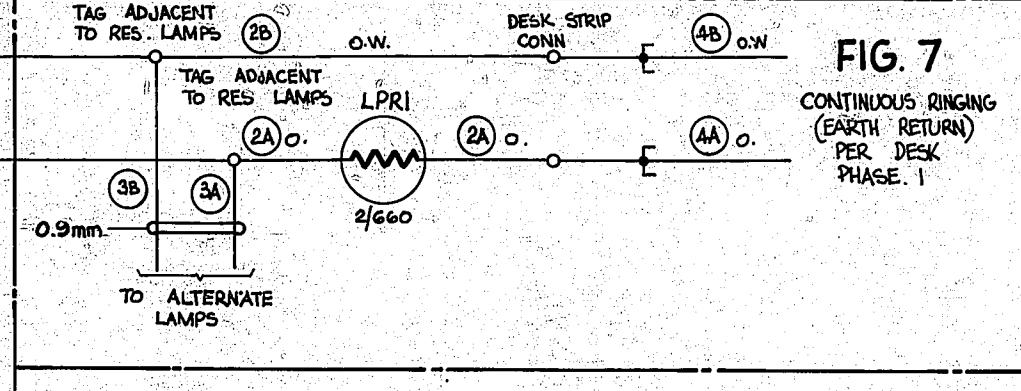 TAG ADJACENT
TO RES. LAMPS
2B
O.W.
DESK STRIP
CONN
4B
O.W
FIG. 7
CONTINUOUS RINGING
(EARTH RETURN)
PER DESK
PHASE. 1
TAG ADJACENT
TO RES LAMPS
LPR1
2A
O.
2A
O.
4A
O.
2/660
3B
3A
0.9mm
TO ALTERNATE
LAMPS